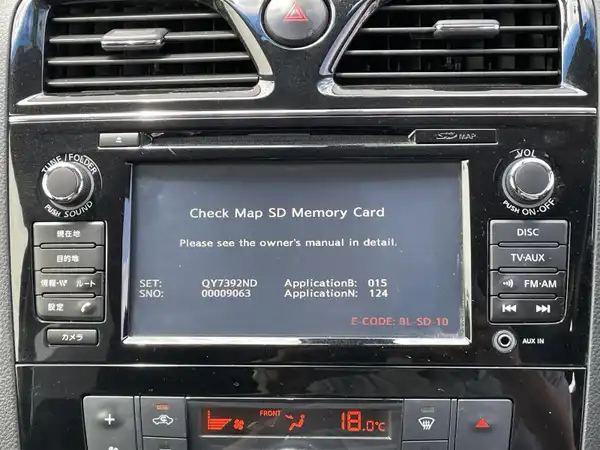 SD MAP
TUNE/FOLDER
PUSH SOUND
VOL
PUSH ON-OFF
現在地
目的地
情報・VICS ルート
設定
カメラ
DISC
TV・AUX
FM・AM
AUX IN
Check Map SD Memory Card
Please see the owner's manual in detail.
SET: QY7392ND ApplicationB: 015
SNO: 00009063 ApplicationN: 124
E-CODE: BL-SD-10
FRONT
18.0°C